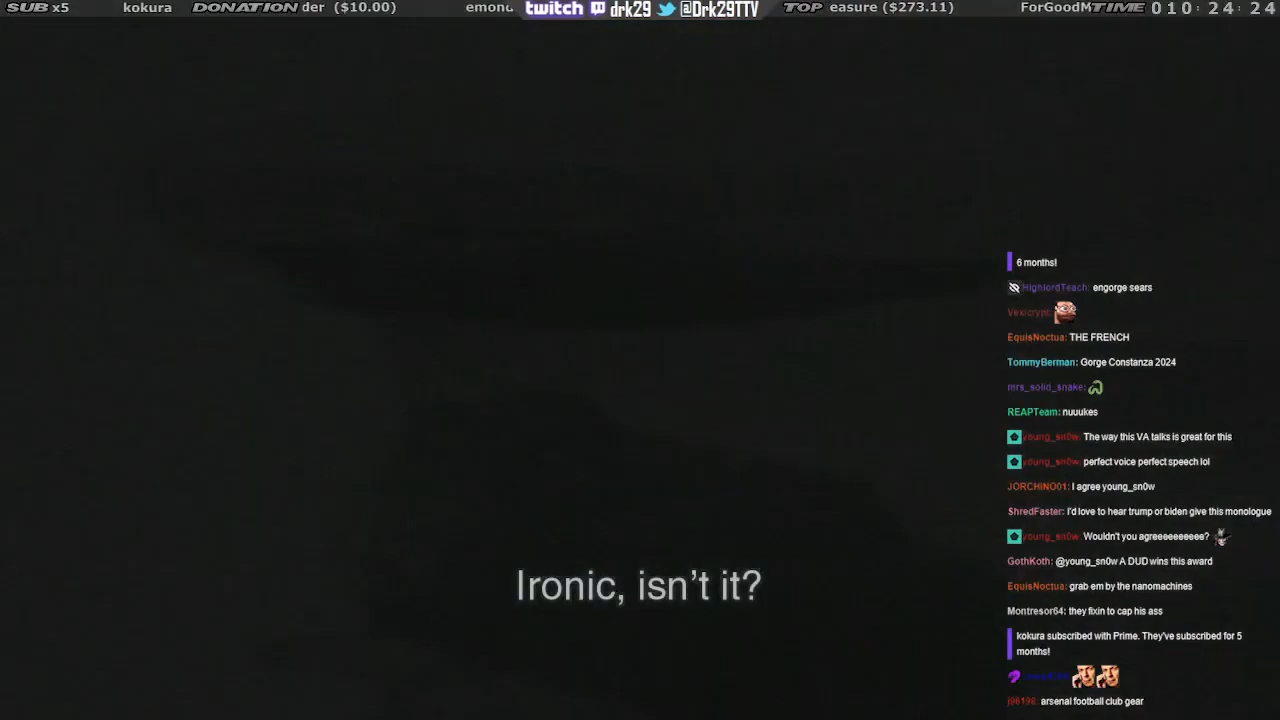 SUB x5 kokura DONATION der ($10.00) emonu twitch drk29 @Drk29TTV TOP easure ($273.11) ForGoodM TIME 010:24:24
6 months!
HighlordTeach: engorge sears
Vexicrypt:
EquisNoctua: THE FRENCH
TommyBerman: Gorge Constanza 2024
mrs_solid_snake:
REAPTeam: nuuukes
young_sn0w: The way this VA talks is great for this
young_sn0w: perfect voice perfect speech lol
JORCHINO01: I agree young_sn0w
ShredFaster: I'd love to hear trump or biden give this monologue
young_sn0w: Wouldn't you agreeeeeeeeee?
GothKoth: @young_sn0w A DUD wins this award
EquisNoctua: grab em by the nanomachines
Montresor64: they fixin to cap his ass
kokura subscribed with Prime. They've subscribed for 5
months!
j96198: arsenal football club gear
Ironic, isn't it?